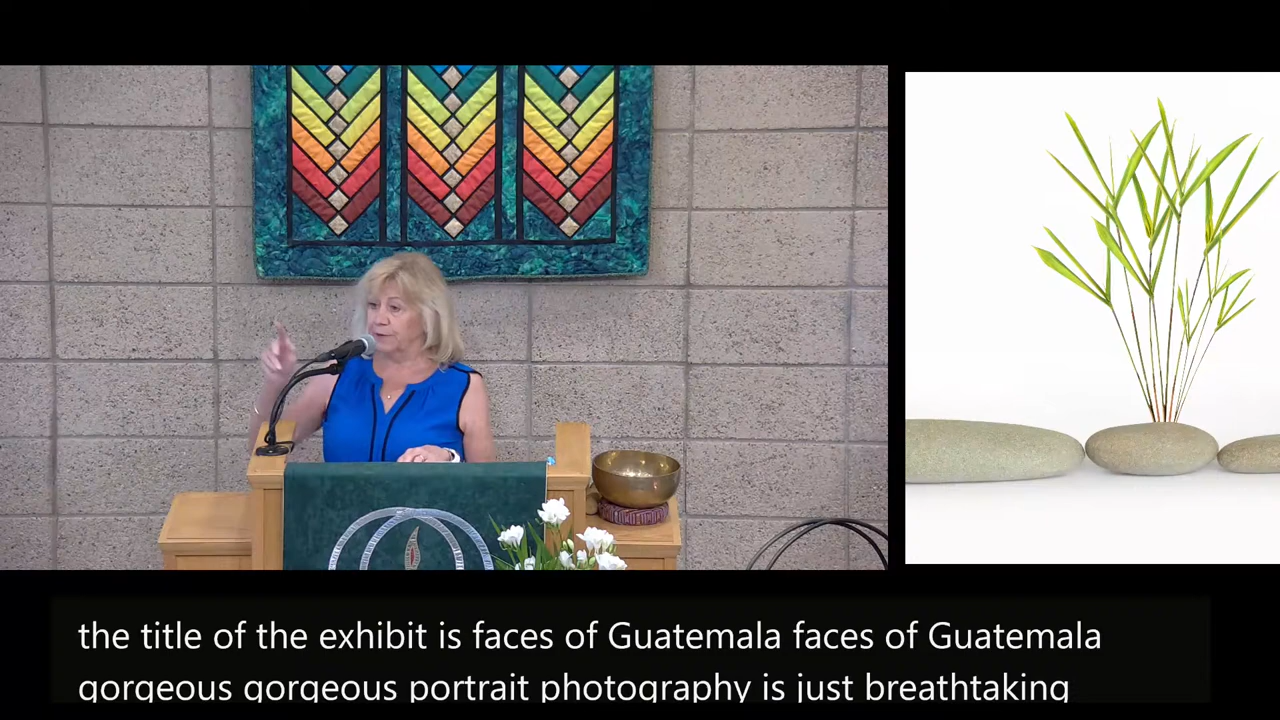 the title of the exhibit is faces of Guatemala faces of Guatemala
gorgeous gorgeous portrait photography is just breathtaking